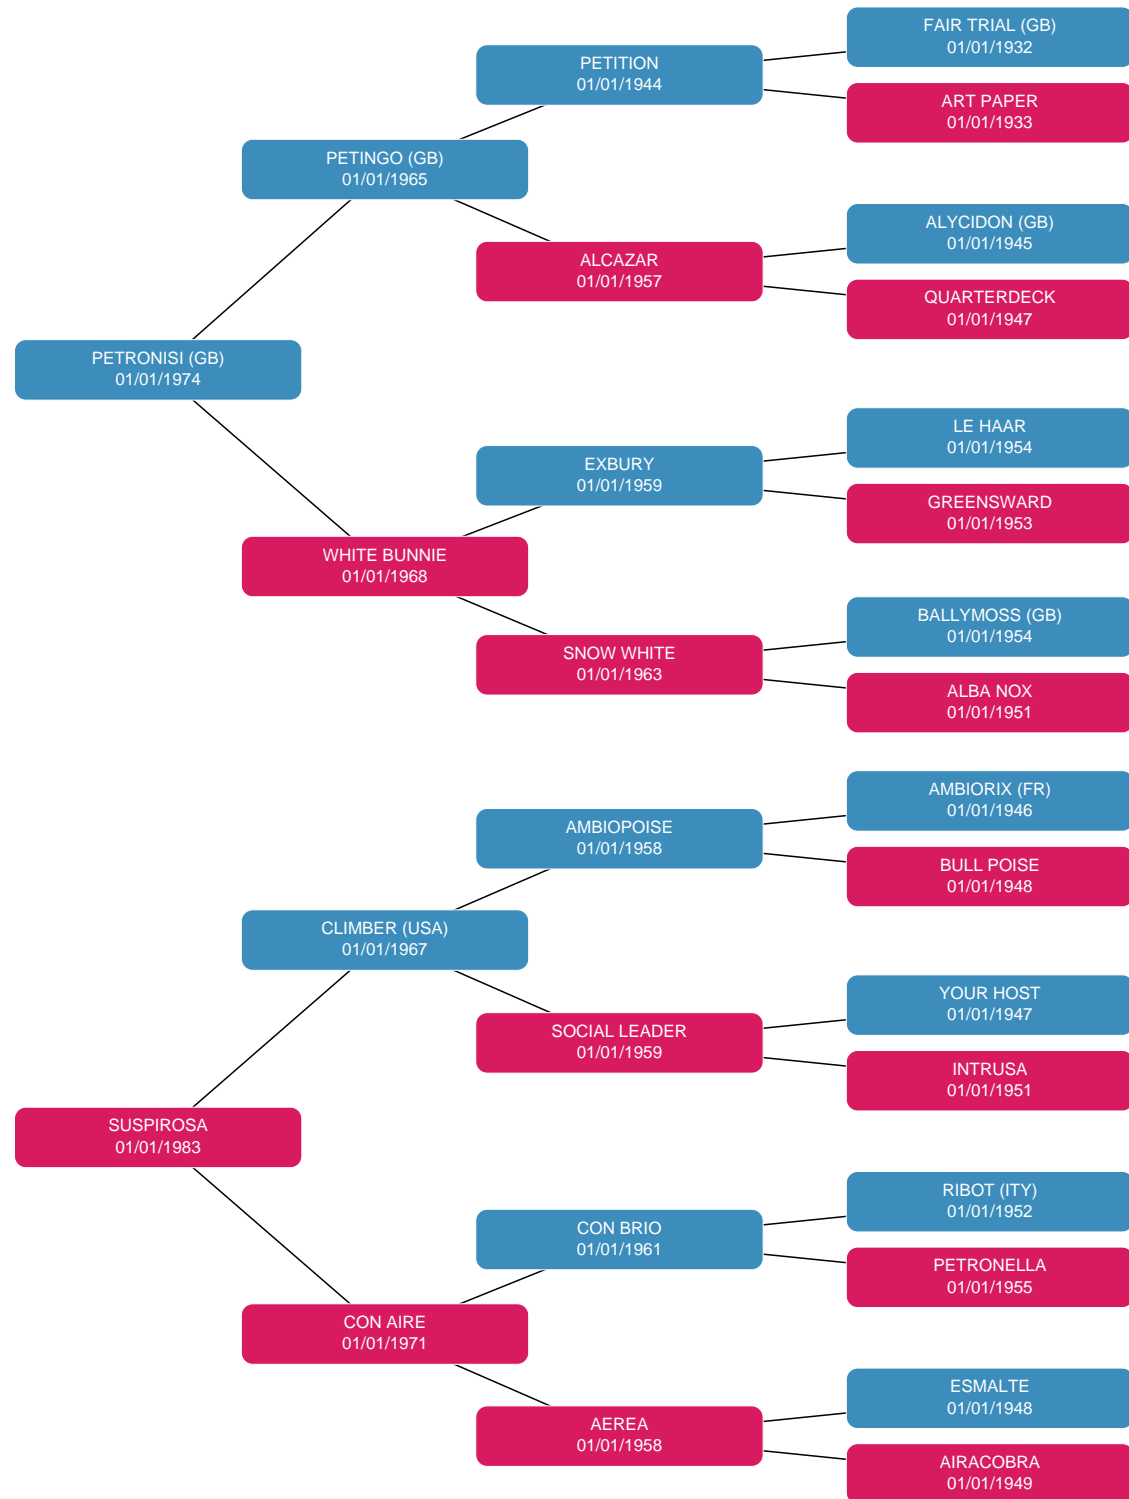 FAIR TRIAL (GB)
01/01/1932
PETITION
01/01/1944
ART PAPER
01/01/1933
PETINGO (GB)
01/01/1965
ALYCIDON (GB)
01/01/1945
ALCAZAR
01/01/1957
QUARTERDECK
01/01/1947
PETRONISI (GB)
01/01/1974
LE HAAR
01/01/1954
EXBURY
01/01/1959
GREENSWARD
01/01/1953
WHITE BUNNIE
01/01/1968
BALLYMOSS (GB)
01/01/1954
SNOW WHITE
01/01/1963
ALBA NOX
01/01/1951
AMBIORIX (FR)
01/01/1946
AMBIOPOISE
01/01/1958
BULL POISE
01/01/1948
CLIMBER (USA)
01/01/1967
YOUR HOST
01/01/1947
SOCIAL LEADER
01/01/1959
INTRUSA
01/01/1951
SUSPIROSA
01/01/1983
RIBOT (ITY)
01/01/1952
CON BRIO
01/01/1961
PETRONELLA
01/01/1955
CON AIRE
01/01/1971
ESMALTE
01/01/1948
AEREA
01/01/1958
AIRACOBRA
01/01/1949